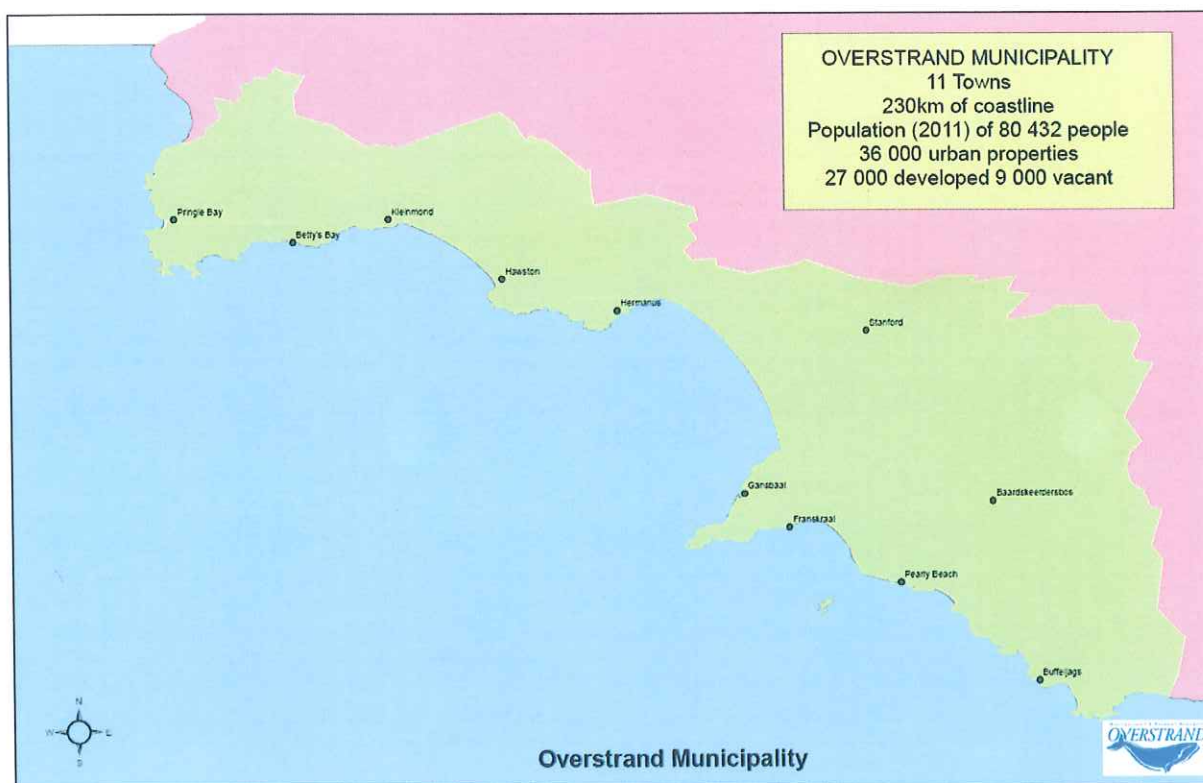 OVERSTRAND MUNICIPALITY
11 Towns
230km of coastline
Population (2011) of 80 432 people
36 000 urban properties
27 000 developed 9 000 vacant
Pringle Bay
Kleinmond
Betty's Bay
Hawston
Hermanus
Stanford
Gansbaai
Baardskeerdersbos
Franskraal
Pearly Beach
Buffeljags
N
W E
S
Overstrand Municipality
OVERSTRAND